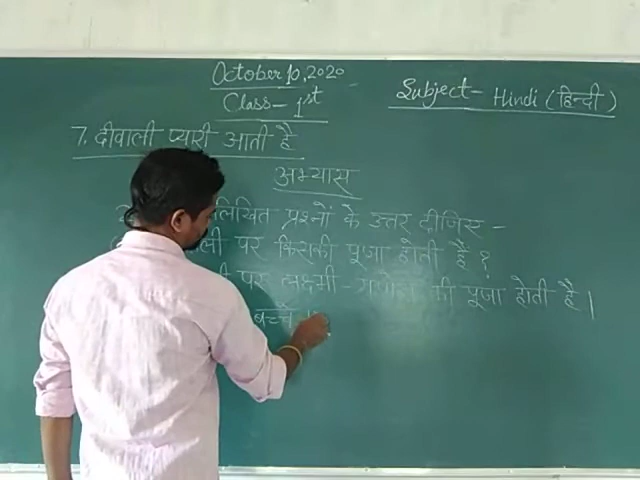 October 10, 2020
Class- 1st
Subject- Hindi (हिन्दी)
7. दीवाली प्यारी आती है
अभ्यास
लिखित प्रश्नों के उत्तर दीजिए -
ली पर किसकी पूजा होती है?
पर लक्ष्मी - गणेश की पूजा होती है।
बच्चे